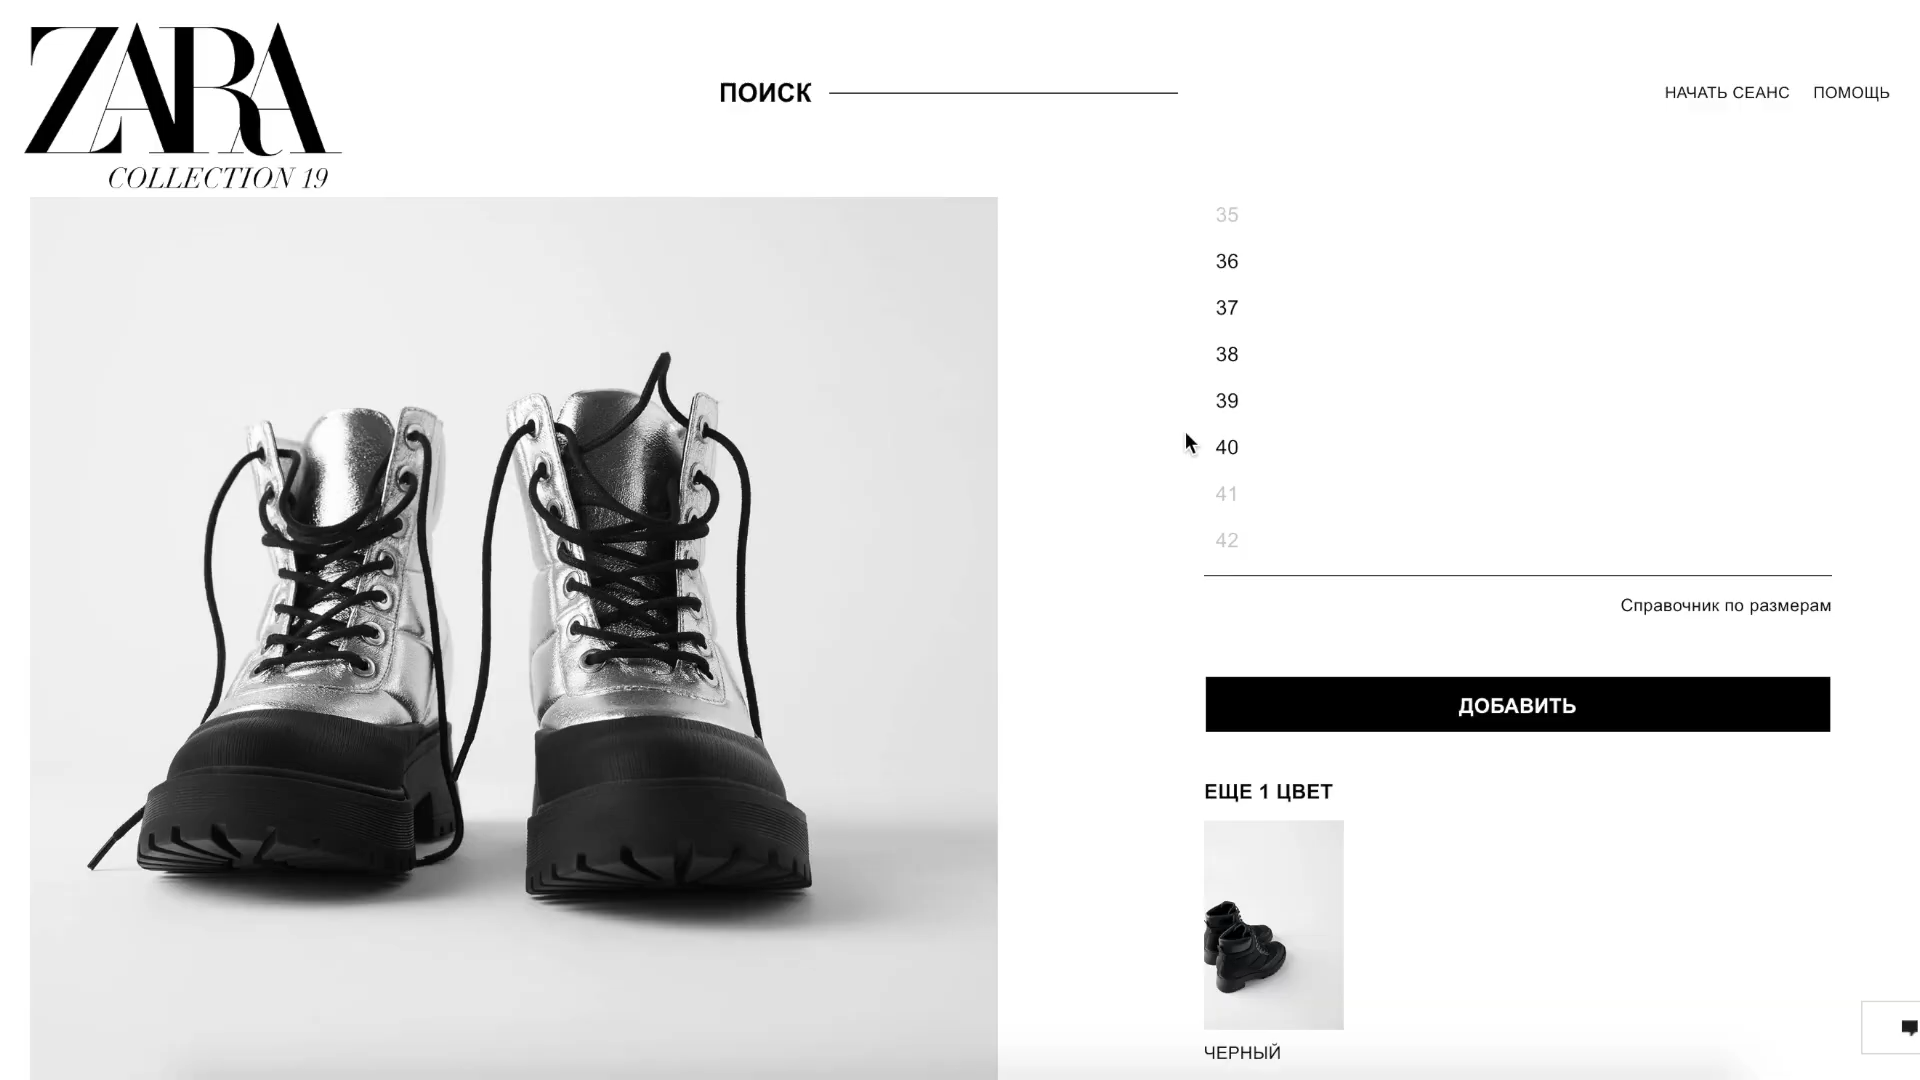 ZARA
COLLECTION 19
ПОИСК
НАЧАТЬ СЕАНС ПОМОЩЬ
35
36
37
38
39
40
41
42
Справочник по размерам
ДОБАВИТЬ
ЕЩЕ 1 ЦВЕТ
ЧЕРНЫЙ